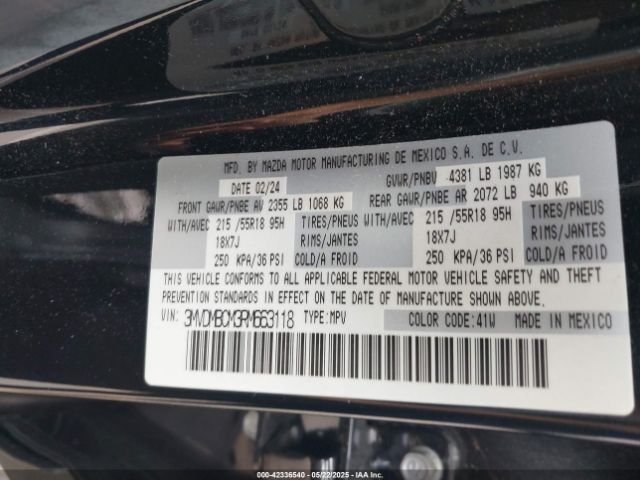 MFD. BY MAZDA MOTOR MANUFACTURING DE MEXICO S.A. DE C.V.
DATE 02/24 GVWR/PNBV 4381 LB 1987 KG
FRONT GAWR/PNBE AV 2355 LB 1068 KG REAR GAWR/PNBE AR 2072 LB 940 KG
WITH/AVEC 215 /55R18 95H TIRES/PNEUS WITH/AVEC 215 /55R18 95H TIRES/PNEUS
18X7J RIMS/JANTES 18X7J RIMS/JANTES
250 KPA/36 PSI COLD/A FROID 250 KPA/36 PSI COLD/A FROID
THIS VEHICLE CONFORMS TO ALL APPLICABLE FEDERAL MOTOR VEHICLE SAFETY AND THEFT
PREVENTION STANDARDS IN EFFECT ON THE DATE OF MANUFACTURE SHOWN ABOVE.
VIN: 3MVDMBCM3RM663118 TYPE: MPV COLOR CODE: 41W MADE IN MEXICO
000-42336540 - 05/22/2025 - IAAI.COM